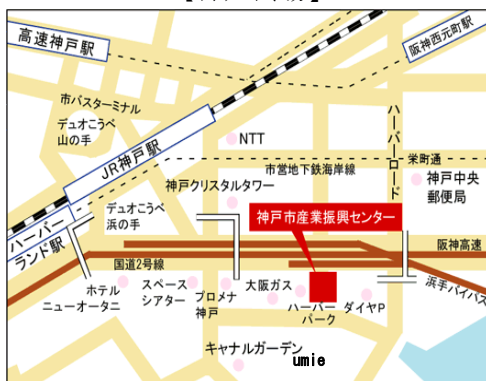 高速神戸駅
阪神西元町駅
市バスターミナル
デュオこうべ
山の手
JR神戸駅
NTT
ハーバーロード
栄町通
市営地下鉄海岸線
神戸中央
郵便局
神戸クリスタルタワー
デュオこうべ
浜の手
神戸市産業振興センター
ハーバー
ランド駅
阪神高速
国道2号線
浜手バイパス
ホテル
ニューオータニ
スペース
シアター
プロメナ
神戸
大阪ガス
ハーバー
パーク
ダイヤP
キャナルガーデン
umie